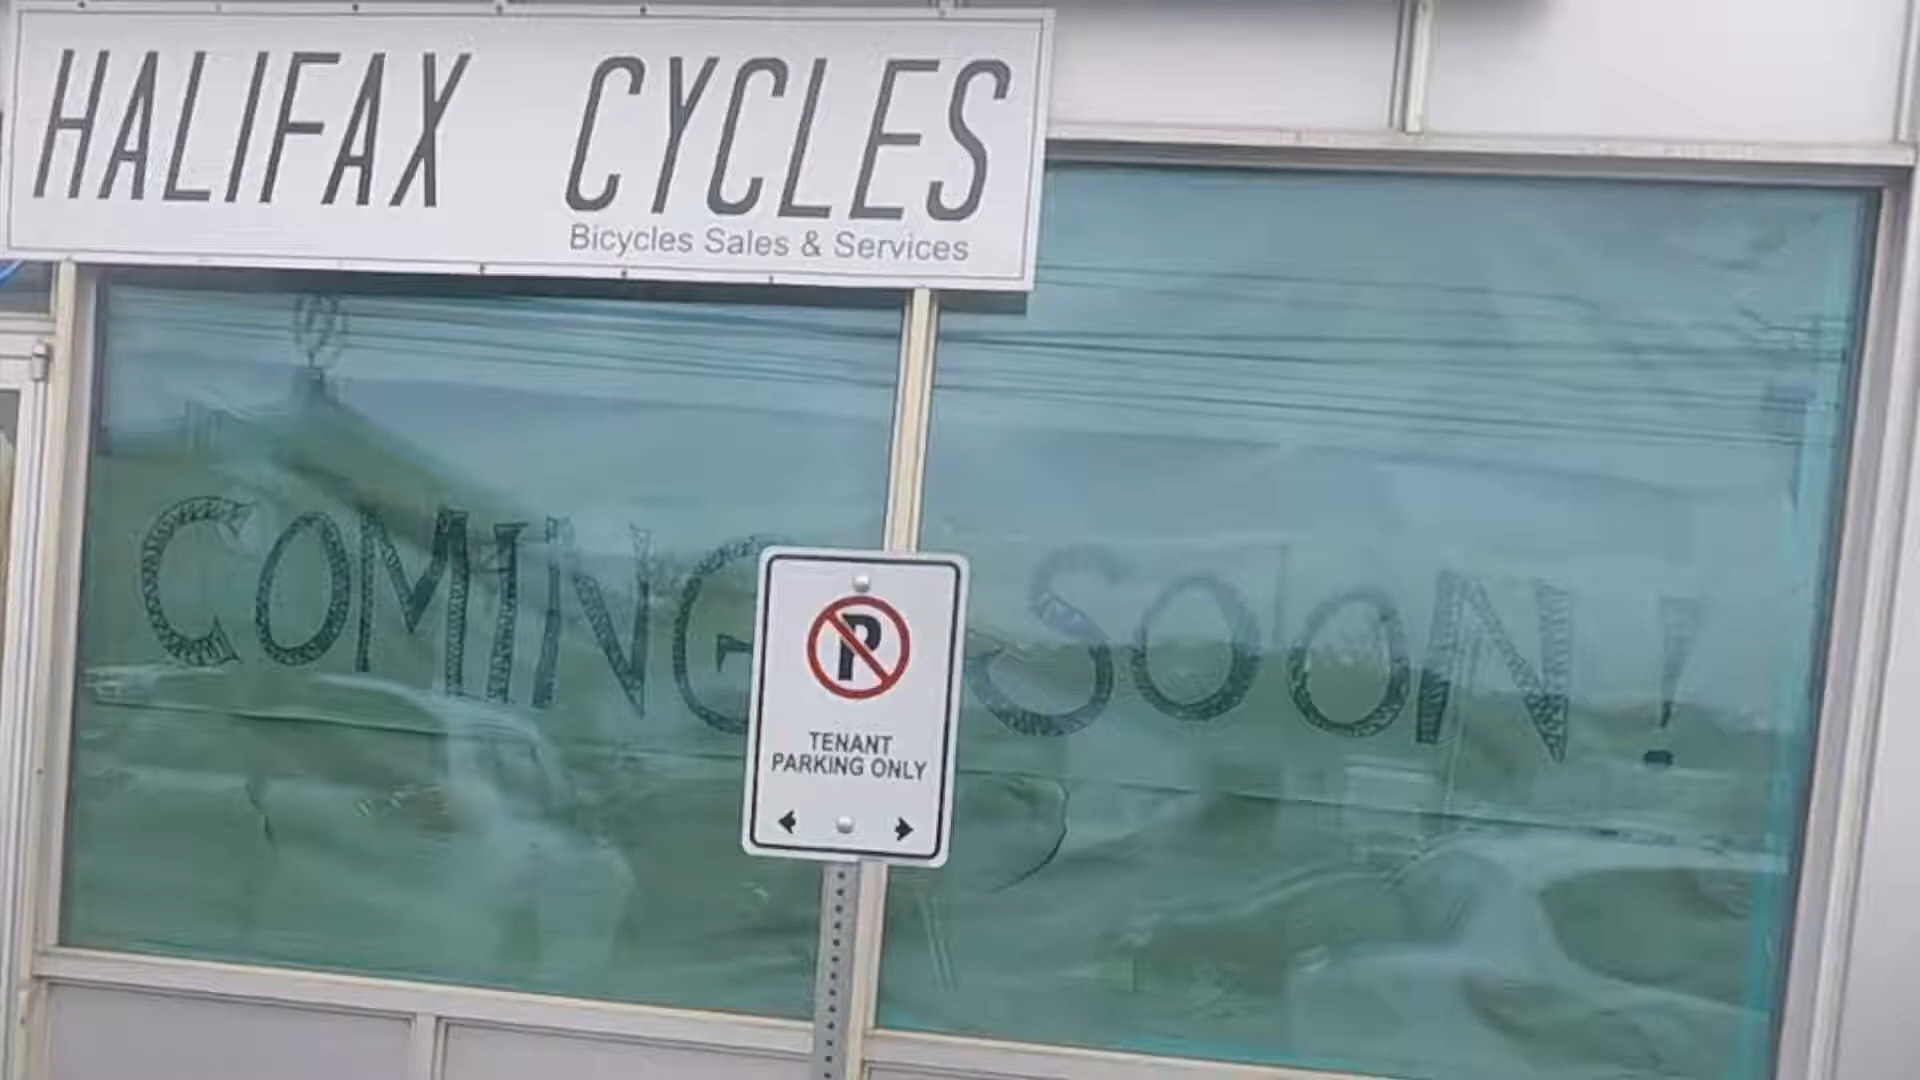 HALIFAX CYCLES
Bicycles Sales & Services
COMING SOON!
P
TENANT
PARKING ONLY